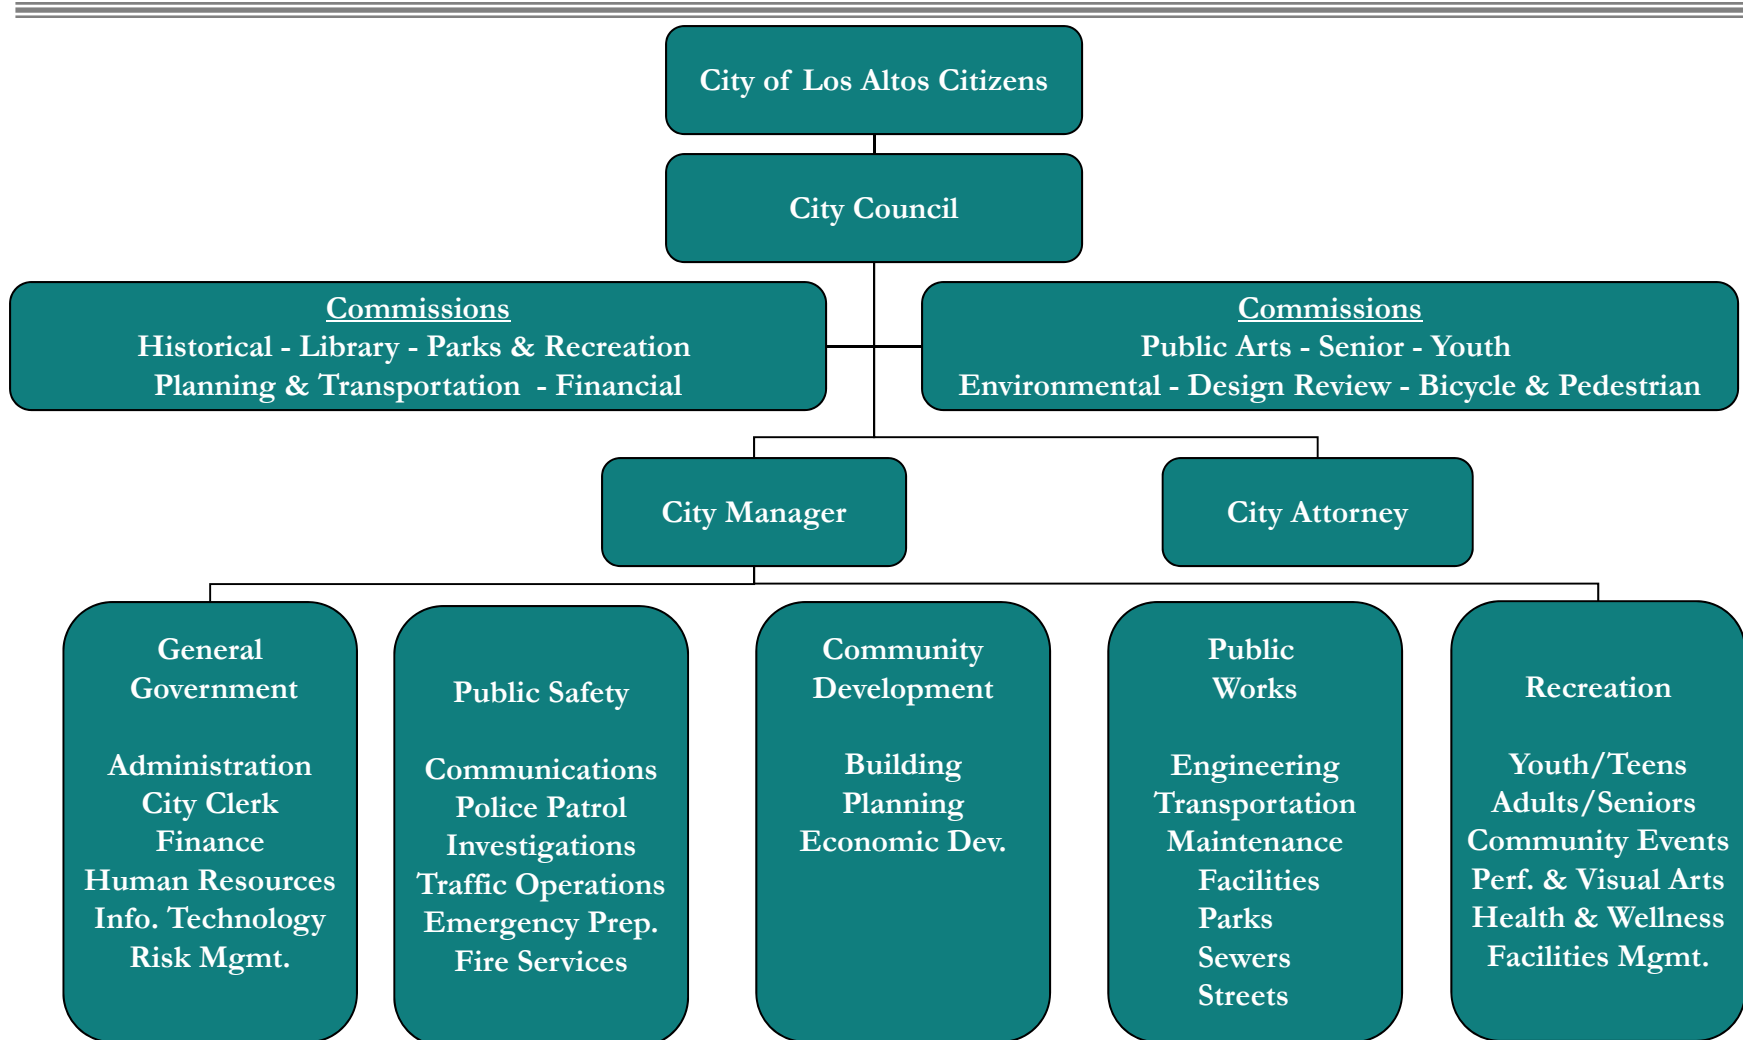 City of Los Altos Citizens
City Council
Commissions
Historical - Library - Parks & Recreation
Planning & Transportation - Financial
Commissions
Public Arts - Senior - Youth
Environmental - Design Review - Bicycle & Pedestrian
City Manager
City Attorney
General
Government
Administration
City Clerk
Finance
Human Resources
Info. Technology
Risk Mgmt.
Public Safety
Communications
Police Patrol
Investigations
Traffic Operations
Emergency Prep.
Fire Services
Community
Development
Building
Planning
Economic Dev.
Public
Works
Engineering
Transportation
Maintenance
Facilities
Parks
Sewers
Streets
Recreation
Youth/Teens
Adults/Seniors
Community Events
Perf. & Visual Arts
Health & Wellness
Facilities Mgmt.